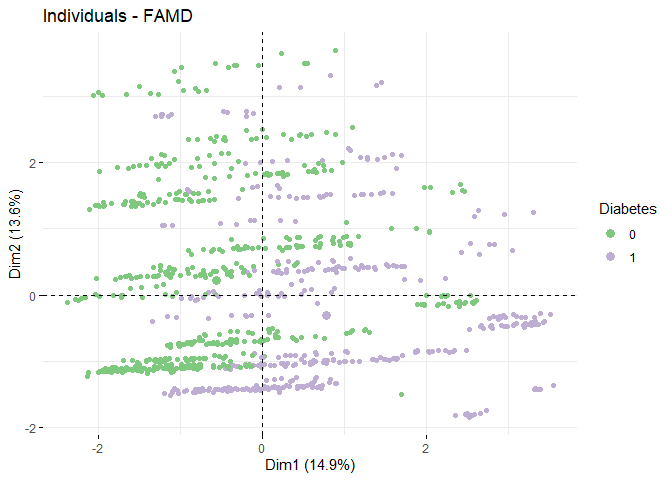 Individuals - FAMD
Dim2 (13.6%)
2
0
-2
-2
0
2
Dim1 (14.9%)
Diabetes
0
1